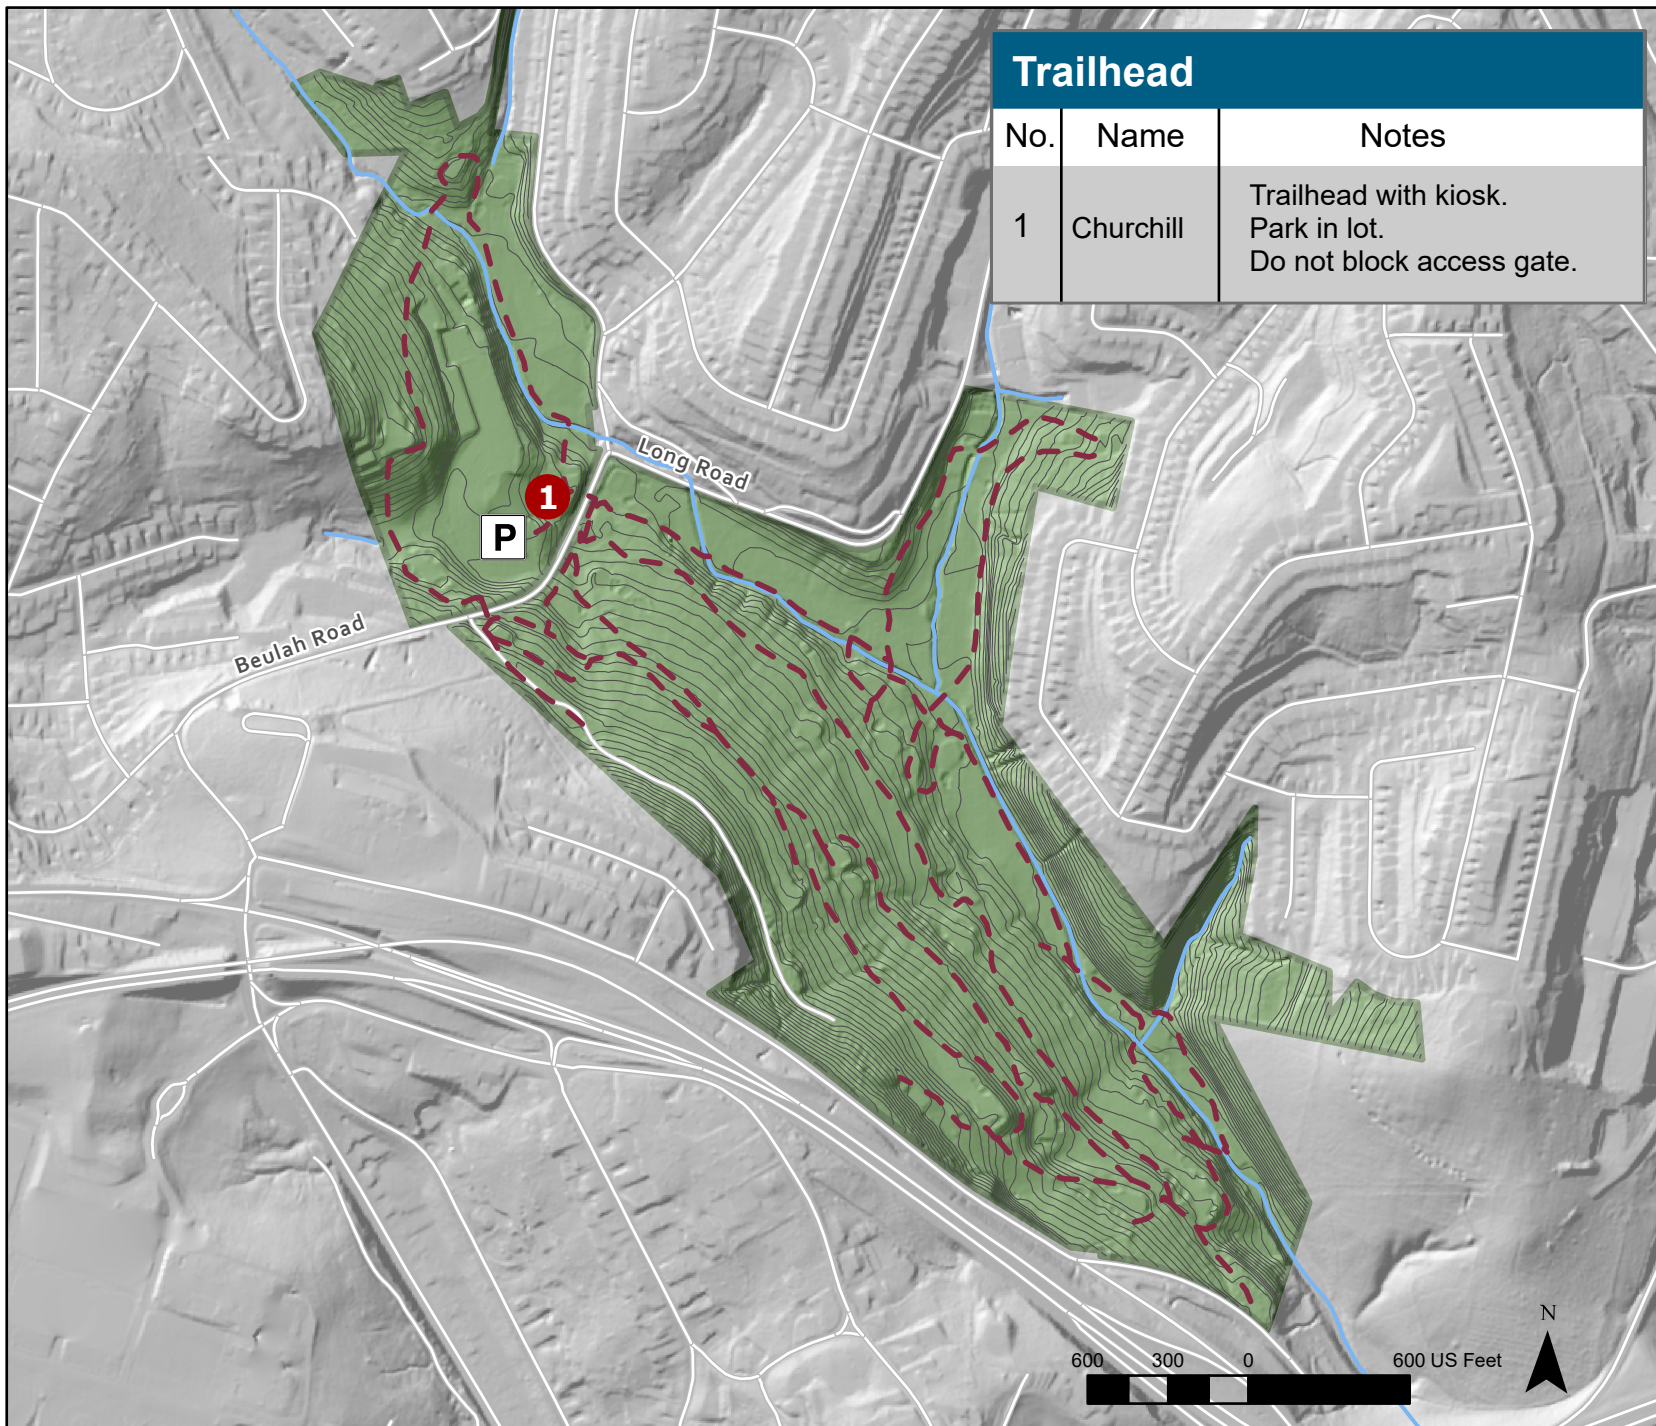 Trailhead
No. Name Notes
1 Churchill
Trailhead with kiosk.
Park in lot.
Do not block access gate.
Long Road
1
P
Beulah Road
N
600 300 0 600 US Feet